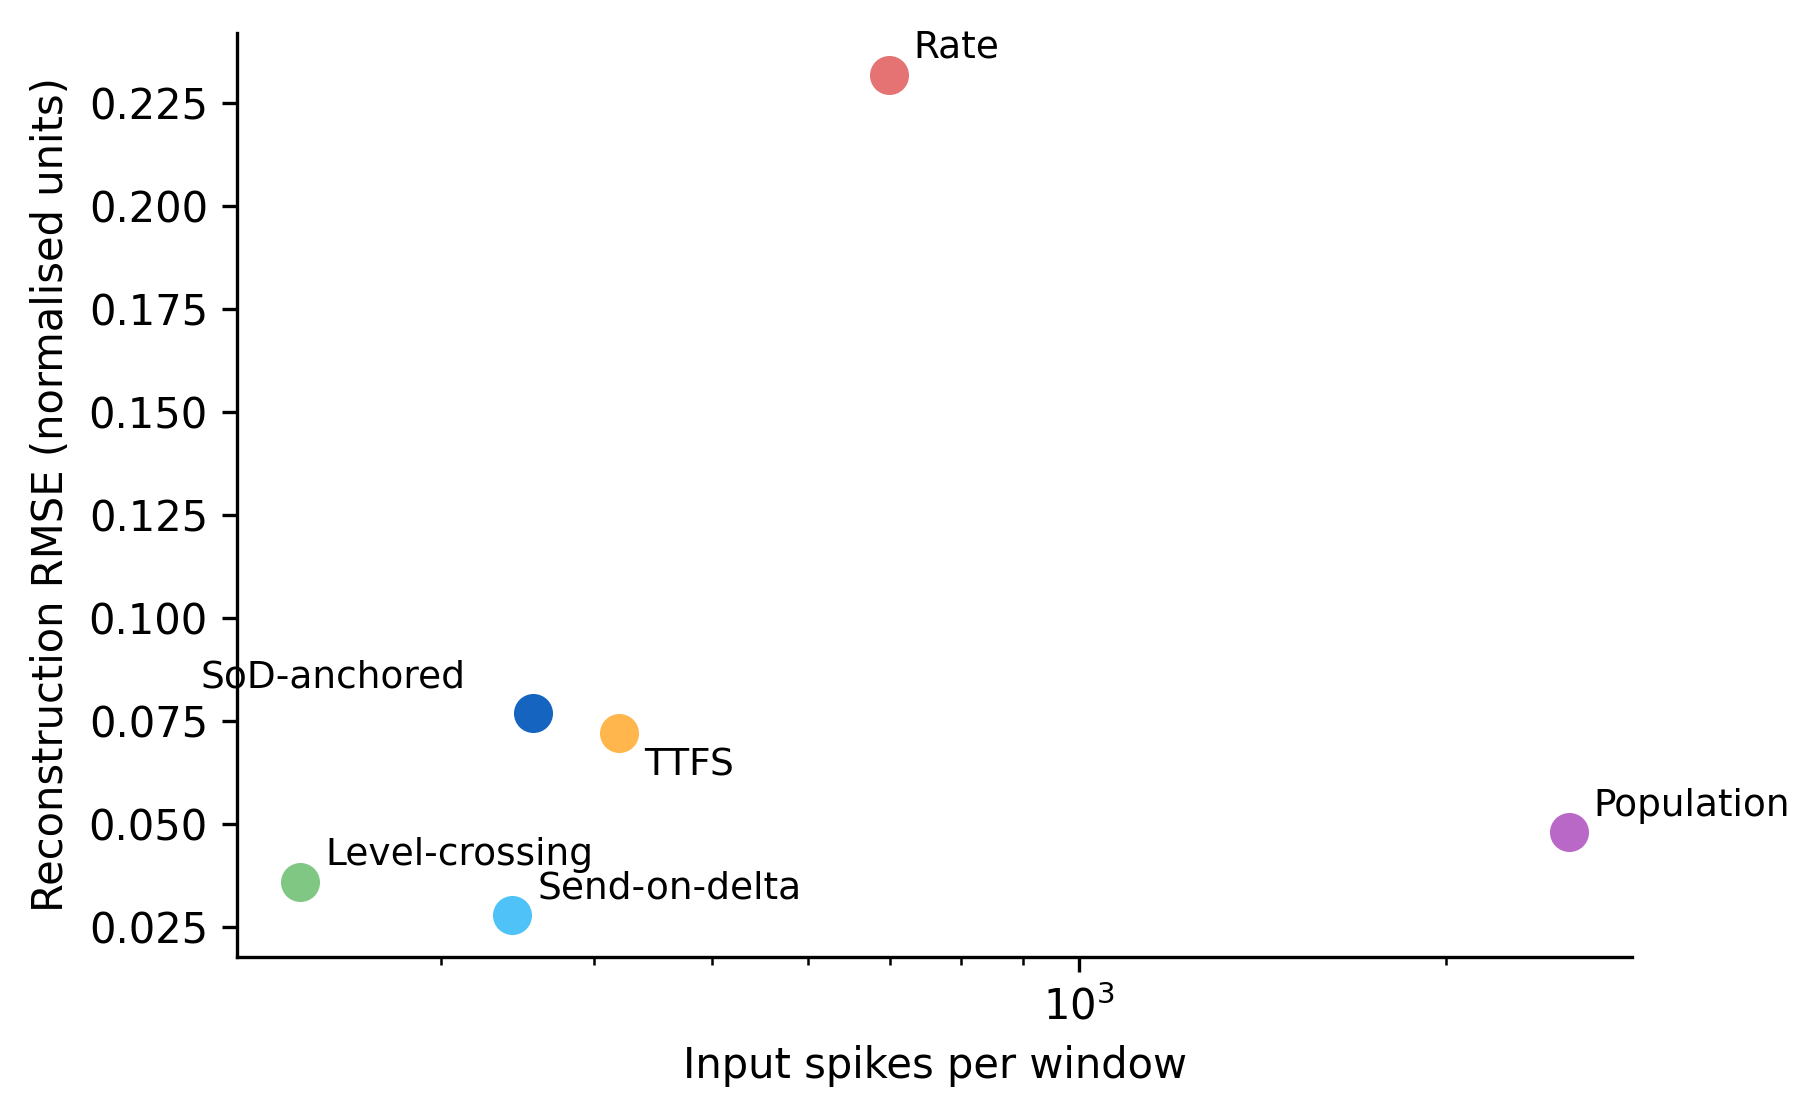 Reconstruction RMSE (normalised units)
0.225
0.200
0.175
0.150
0.125
0.100
0.075
0.050
0.025
Rate
SoD-anchored
TTFS
Population
Level-crossing
Send-on-delta
10³
Input spikes per window